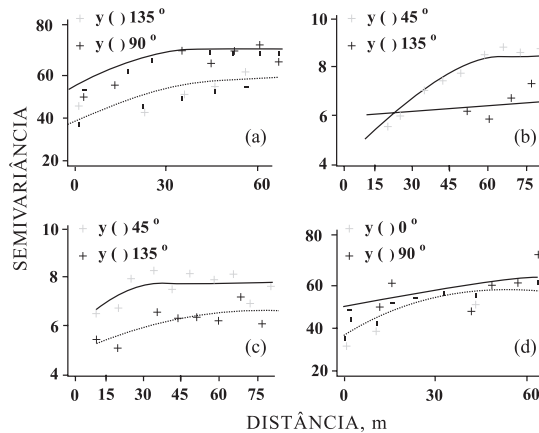 SEMIVARIÂNCIA
80
60
40
20
y ( ) 135 º
y ( ) 90 º
(a)
0
30
60
10
8
6
4
y ( ) 45 º
y ( ) 135 º
(b)
0
15
30
45
60
75
10
8
6
4
y ( ) 45 º
y ( ) 135 º
(c)
0
15
30
45
60
75
80
60
40
20
y ( ) 0 º
y ( ) 90 º
(d)
0
30
60
DISTÂNCIA, m